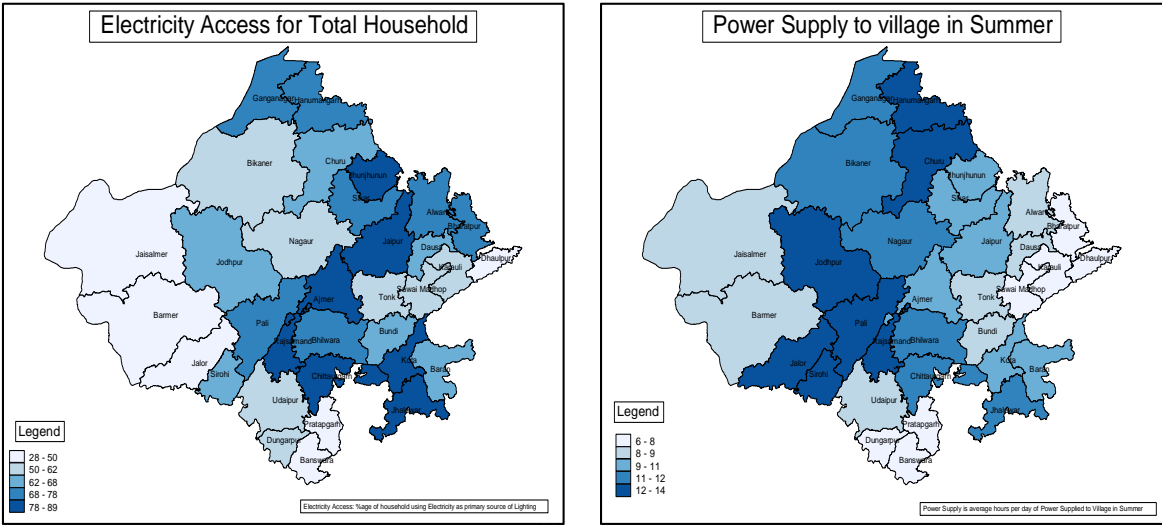 Electricity Access for Total Household
Ganganagar
Hanumangarh
Bikaner
Churu
Jhunjhunun
Sikar
Alwar
Bharatpur
Nagaur
Jaipur
Jaisalmer
Dausa
Dhaulpur
Jodhpur
Karauli
Sawai Madhop
Ajmer
Tonk
Barmer
Pali
Bundi
Rajsamand
Bhilwara
Jalor
Kota
Sirohi
Chittaurgarh
Baran
Udaipur
Jhalawar
Pratapgarh
Dungarpur
Banswara
Legend
28 - 50
50 - 62
62 - 68
68 - 78
78 - 89
Electricity Access: %age of household using Electricity as primary source of Lighting
Power Supply to village in Summer
Ganganagar
Hanumangarh
Bikaner
Churu
Jhunjhunun
Sikar
Alwar
Bharatpur
Nagaur
Jaipur
Dausa
Jaisalmer
Dhaulpur
Jodhpur
Karauli
Sawai Madhop
Ajmer
Tonk
Barmer
Pali
Bundi
Rajsamand
Bhilwara
Jalor
Kota
Sirohi
Chittaurgarh
Baran
Udaipur
Jhalawar
Pratapgarh
Dungarpur
Banswara
Legend
6 - 8
8 - 9
9 - 11
11 - 12
12 - 14
Power Supply is average hours per day of Power Supplied to Village in Summer